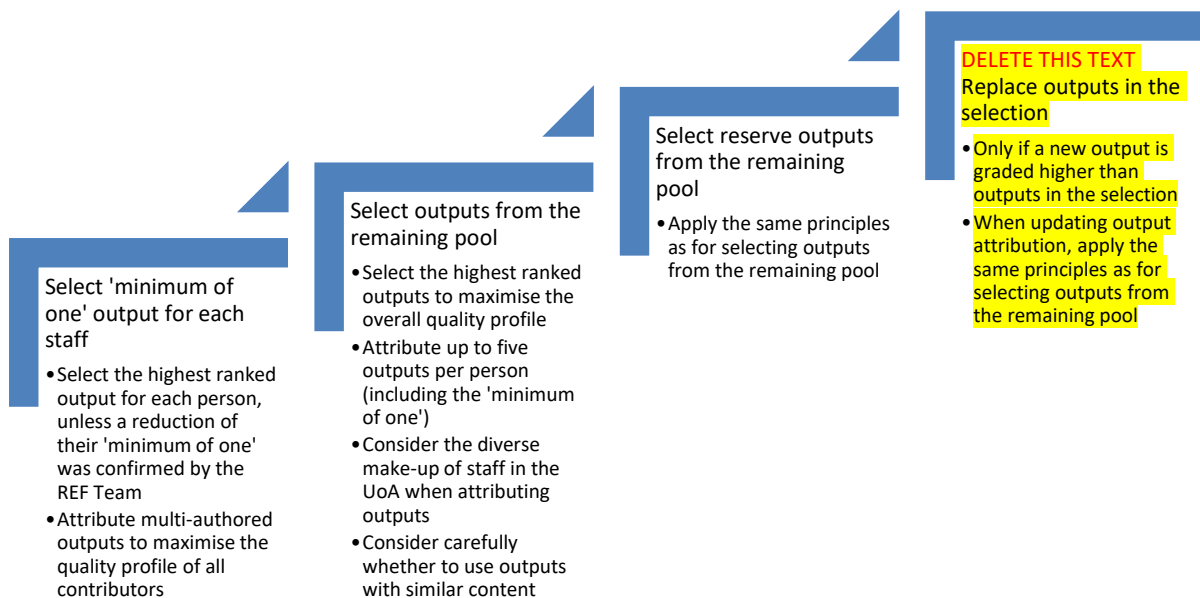 Select 'minimum of
one' output for each
staff
•Select the highest ranked
output for each person,
unless a reduction of
their 'minimum of one'
was confirmed by the
REF Team
•Attribute multi-authored
outputs to maximise the
quality profile of all
contributors
Select outputs from the
remaining pool
•Select the highest ranked
outputs to maximise the
overall quality profile
•Attribute up to five
outputs per person
(including the 'minimum
of one')
•Consider the diverse
make-up of staff in the
UoA when attributing
outputs
•Consider carefully
whether to use outputs
with similar content
Select reserve outputs
from the remaining
pool
•Apply the same principles
as for selecting outputs
from the remaining pool
DELETE THIS TEXT
Replace outputs in the
selection
•Only if a new output is
graded higher than
outputs in the selection
•When updating output
attribution, apply the
same principles as for
selecting outputs from
the remaining pool